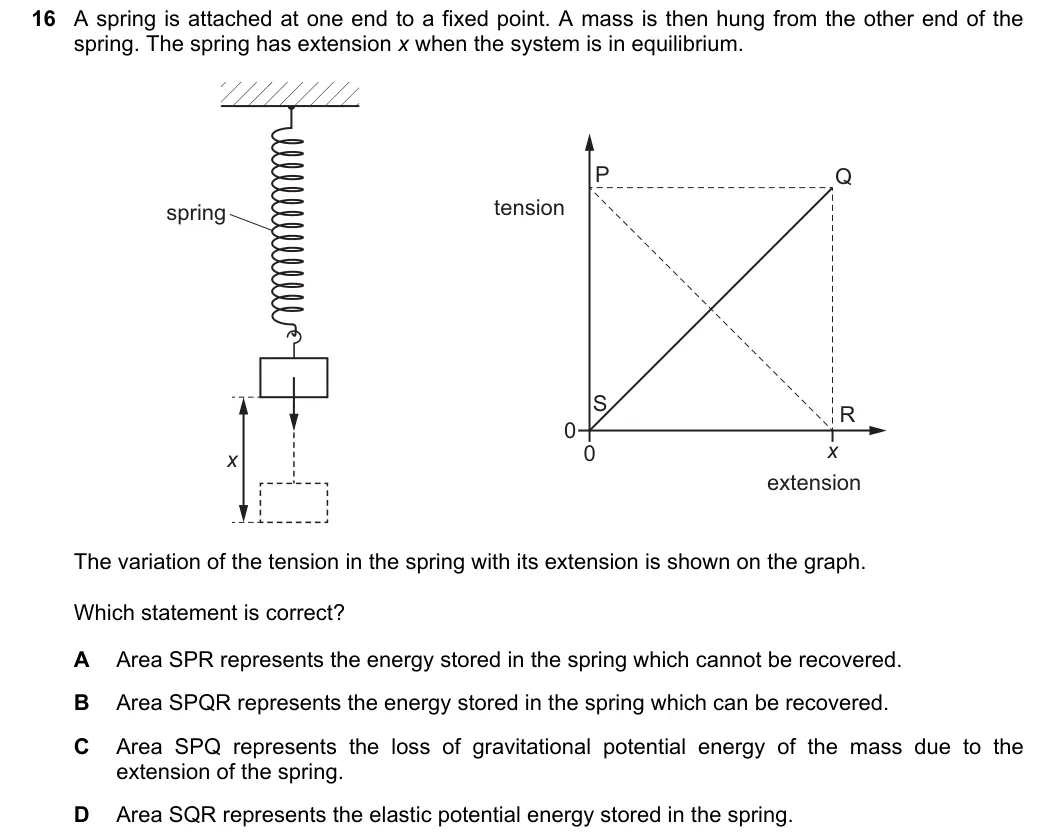 16 A spring is attached at one end to a fixed point. A mass is then hung from the other end of the
spring. The spring has extension x when the system is in equilibrium.
spring
x
tension
P
Q
S
R
0
0
x
extension
The variation of the tension in the spring with its extension is shown on the graph.
Which statement is correct?
A Area SPR represents the energy stored in the spring which cannot be recovered.
B Area SPQR represents the energy stored in the spring which can be recovered.
C Area SPQ represents the loss of gravitational potential energy of the mass due to the
extension of the spring.
D Area SQR represents the elastic potential energy stored in the spring.